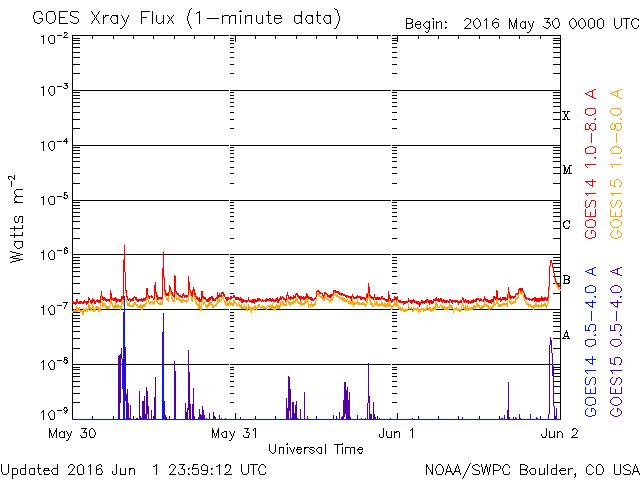 GOES Xray Flux (1-minute data)
Begin: 2016 May 30 0000 UTC
10-2
10-3
10-4
10-5
10-6
10-7
10-8
10-9
Watts m-2
X
M
C
B
A
GOES14 1.0-8.0 A
GOES15 1.0-8.0 A
GOES14 0.5-4.0 A
GOES15 0.5-4.0 A
May 30
May 31
Jun 1
Jun 2
Universal Time
Updated 2016 Jun 1 23:59:12 UTC
NOAA/SWPC Boulder, CO USA